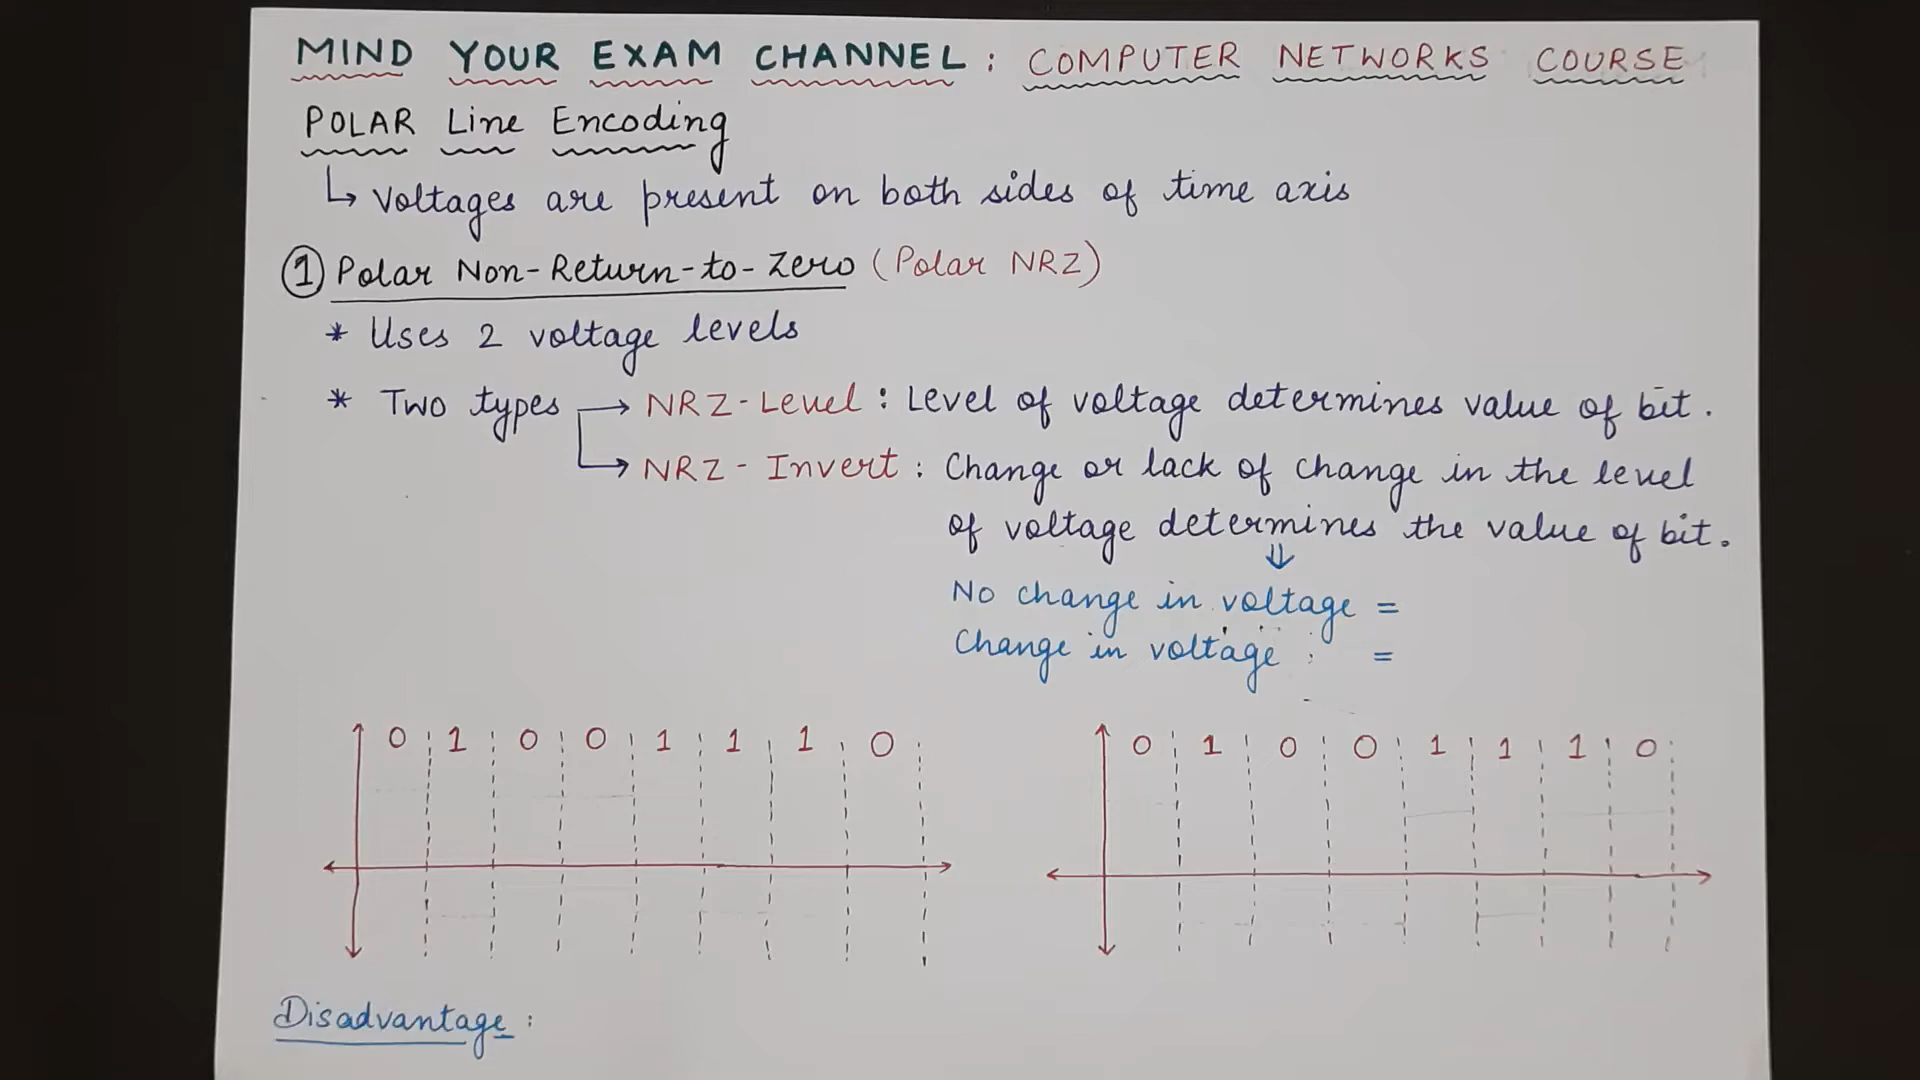 MIND YOUR EXAM CHANNEL : COMPUTER NETWORKS COURSE
POLAR Line Encoding
↳ Voltages are present on both sides of time axis
① Polar Non-Return-to-Zero (Polar NRZ)
* Uses 2 voltage levels
* Two types → NRZ-Level : Level of voltage determines value of bit.
→ NRZ - Invert : Change or lack of change in the level
of voltage determines the value of bit.
⇓
No change in voltage =
Change in voltage =
0 1 0 0 1 1 1 0
0 1 0 0 1 1 1 0
Disadvantage :